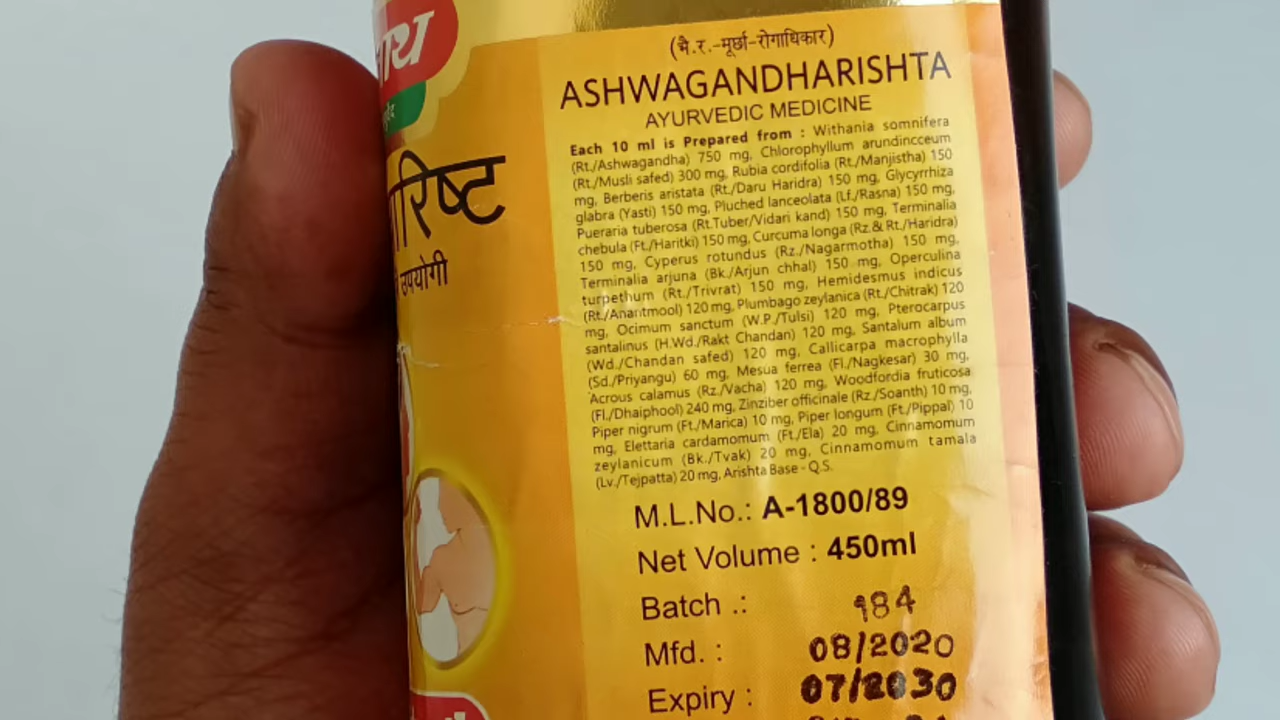 (भै.र.-मूर्छा-रोगाधिकार)
ASHWAGANDHARISHTA
AYURVEDIC MEDICINE
Each 10 ml is Prepared from : Withania somnifera
(Rt./Ashwagandha) 750 mg, Chlorophyllum arundincceum
(Rt./Musli safed) 300 mg, Rubia cordifolia (Rt./Manjistha) 150
mg, Berberis aristata (Rt./Daru Haridra) 150 mg, Glycyrrhiza
glabra (Yasti) 150 mg, Pluched lanceolata (Lf./Rasna) 150 mg,
Pueraria tuberosa (Rt.Tuber/Vidari kand) 150 mg, Terminalia
chebula (Ft./Haritki) 150 mg, Curcuma longa (Rz.& Rt./Haridra)
150 mg, Cyperus rotundus (Rz./Nagarmotha) 150 mg,
Terminalia arjuna (Bk./Arjun chhal) 150 mg, Operculina
turpethum (Rt./Trivrat) 150 mg, Hemidesmus indicus
(Rt./Anantmool) 120 mg, Plumbago zeylanica (Rt./Chitrak) 120
mg, Ocimum sanctum (W.P./Tulsi) 120 mg, Pterocarpus
santalinus (H.Wd./Rakt Chandan) 120 mg, Santalum album
(Wd./Chandan safed) 120 mg, Callicarpa macrophylla
(Sd./Priyangu) 60 mg, Mesua ferrea (Fl./Nagkesar) 30 mg,
Acrous calamus (Rz./Vacha) 120 mg, Woodfordia fruticosa
(Fl./Dhaiphool) 240 mg, Zinziber officinale (Rz./Soanth) 10 mg,
Piper nigrum (Ft./Marica) 10 mg, Piper longum (Ft./Pippal) 10
mg, Elettaria cardamomum (Ft./Ela) 20 mg, Cinnamomum
zeylanicum (Bk./Tvak) 20 mg, Cinnamomum tamala
(Lv./Tejpatta) 20 mg, Arishta Base - Q.S.
M.L.No.: A-1800/89
Net Volume : 450ml
Batch .: 184
Mfd. : 08/2020
Expiry : 07/2030
रिष्ट
उपयोगी